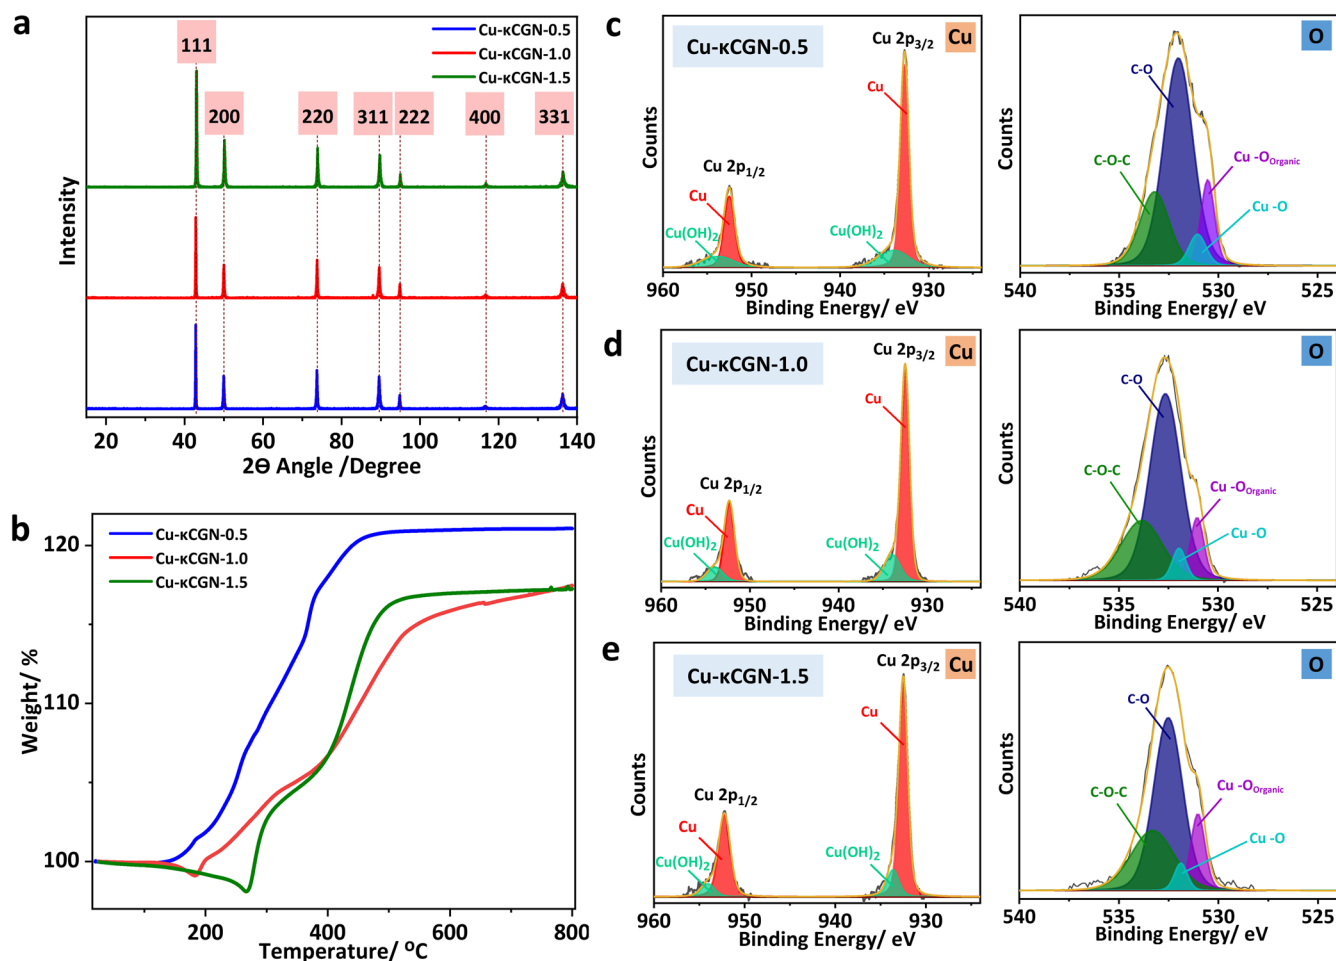 a
Cu-κCGN-0.5
Cu-κCGN-1.0
Cu-κCGN-1.5
111
200
220
311
222
400
331
Intensity
20 40 60 80 100 120 140
2Θ Angle /Degree
b
Cu-κCGN-0.5
Cu-κCGN-1.0
Cu-κCGN-1.5
120
110
100
Weight/ %
200 400 600 800
Temperature/ °C
c
Cu-κCGN-0.5
Cu 2p3/2
Cu
Cu
Cu 2p1/2
Cu
Cu(OH)2
Cu(OH)2
Counts
960 950 940 930
Binding Energy/ eV
O
C-O
C-O-C
Cu -OOrganic
Cu -O
Counts
540 535 530 525
Binding Energy/ eV
d
Cu-κCGN-1.0
Cu 2p3/2
Cu
Cu
Cu 2p1/2
Cu
Cu(OH)2
Cu(OH)2
Counts
960 950 940 930
Binding Energy/ eV
O
C-O
C-O-C
Cu -OOrganic
Cu -O
Counts
540 535 530 525
Binding Energy/ eV
e
Cu-κCGN-1.5
Cu 2p3/2
Cu
Cu
Cu 2p1/2
Cu
Cu(OH)2
Cu(OH)2
Counts
960 950 940 930
Binding Energy/ eV
O
C-O
C-O-C
Cu -OOrganic
Cu -O
Counts
540 535 530 525
Binding Energy/ eV